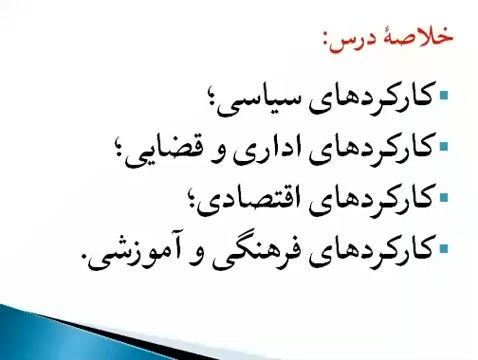 خلاصهٔ درس:
کارکردهای سیاسی؛
کارکردهای اداری و قضایی؛
کارکردهای اقتصادی؛
کارکردهای فرهنگی و آموزشی.